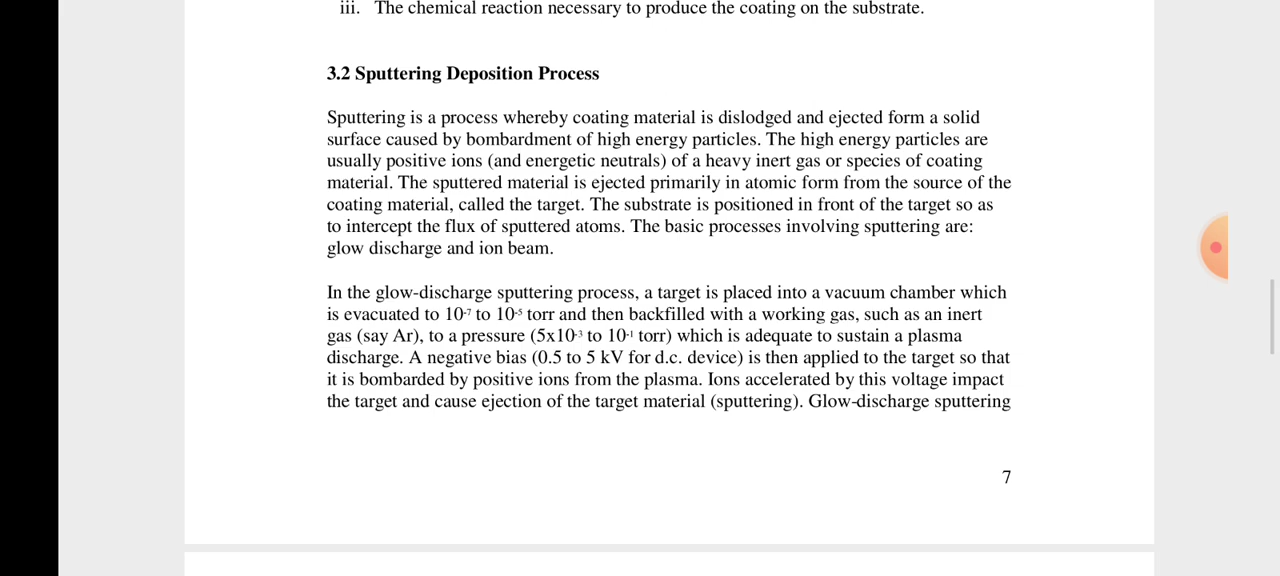 iii. The chemical reaction necessary to produce the coating on the substrate.
3.2 Sputtering Deposition Process
Sputtering is a process whereby coating material is dislodged and ejected form a solid
surface caused by bombardment of high energy particles. The high energy particles are
usually positive ions (and energetic neutrals) of a heavy inert gas or species of coating
material. The sputtered material is ejected primarily in atomic form from the source of the
coating material, called the target. The substrate is positioned in front of the target so as
to intercept the flux of sputtered atoms. The basic processes involving sputtering are:
glow discharge and ion beam.
In the glow-discharge sputtering process, a target is placed into a vacuum chamber which
is evacuated to 10⁻⁷ to 10⁻⁵ torr and then backfilled with a working gas, such as an inert
gas (say Ar), to a pressure (5x10⁻³ to 10⁻¹ torr) which is adequate to sustain a plasma
discharge. A negative bias (0.5 to 5 kV for d.c. device) is then applied to the target so that
it is bombarded by positive ions from the plasma. Ions accelerated by this voltage impact
the target and cause ejection of the target material (sputtering). Glow-discharge sputtering
7